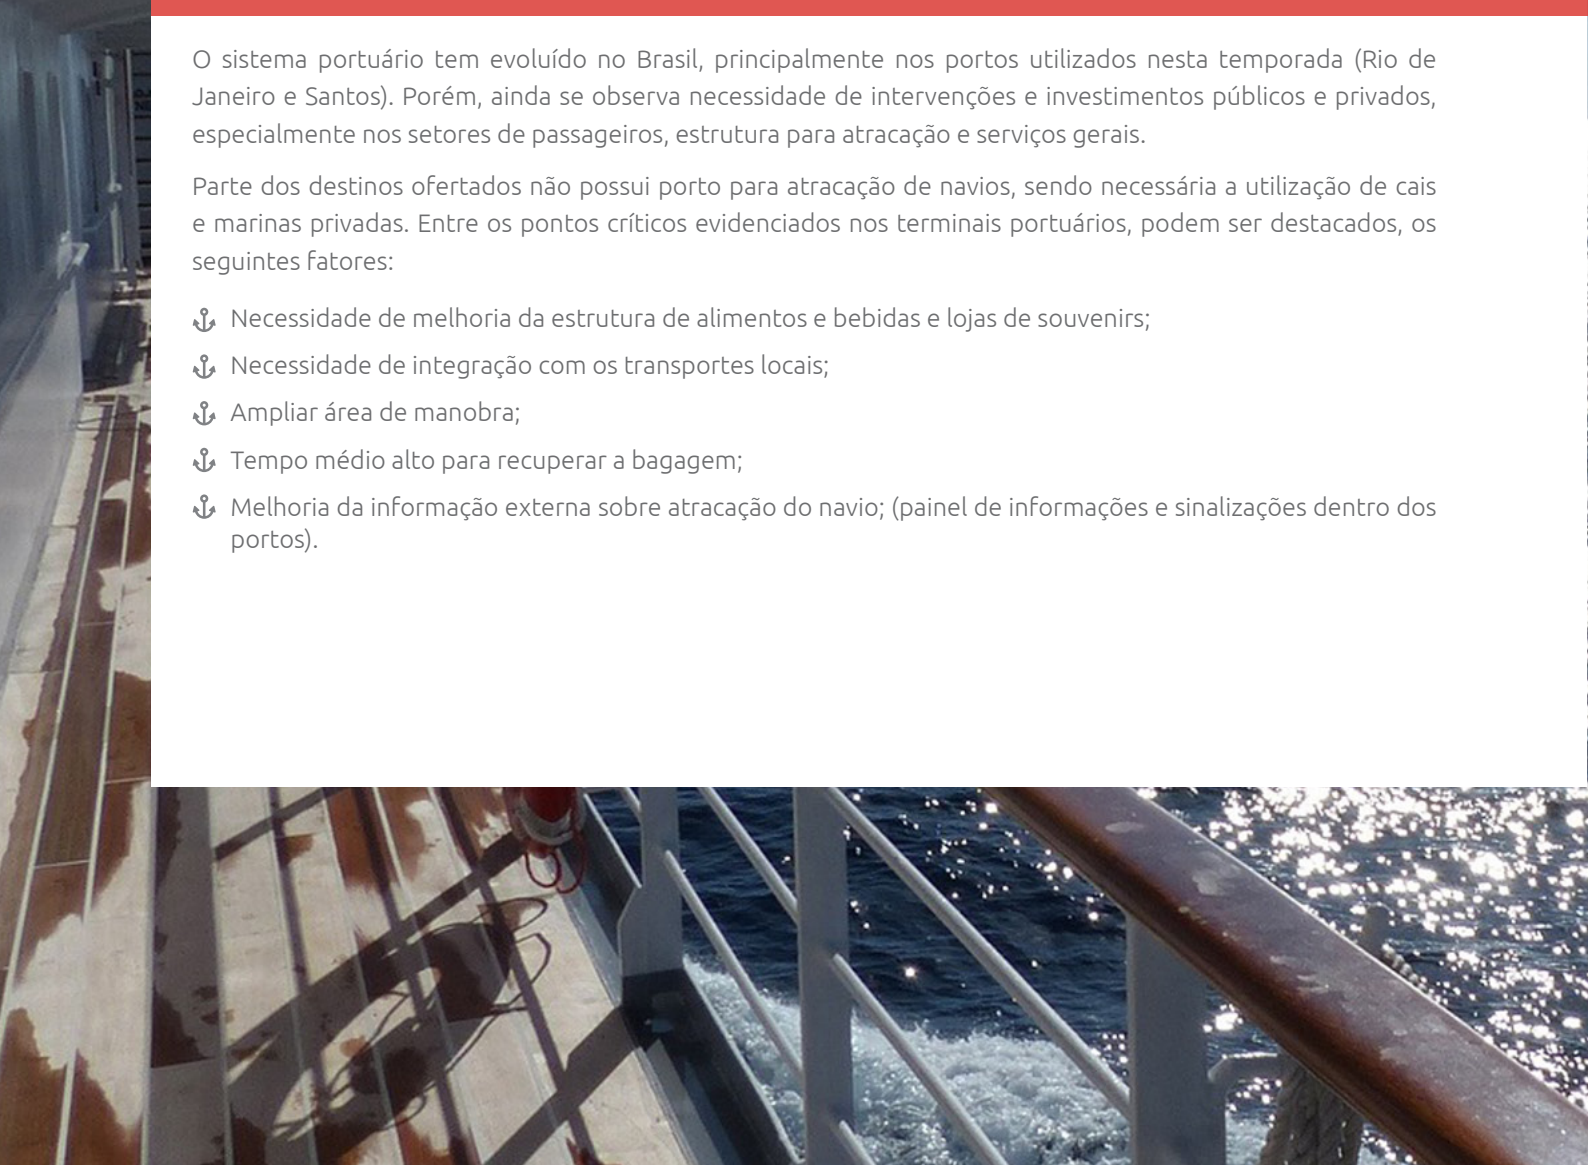 O sistema portuário tem evoluído no Brasil, principalmente nos portos utilizados nesta temporada (Rio de
Janeiro e Santos). Porém, ainda se observa necessidade de intervenções e investimentos públicos e privados,
especialmente nos setores de passageiros, estrutura para atracação e serviços gerais.
Parte dos destinos ofertados não possui porto para atracação de navios, sendo necessária a utilização de cais
e marinas privadas. Entre os pontos críticos evidenciados nos terminais portuários, podem ser destacados, os
seguintes fatores:
Necessidade de melhoria da estrutura de alimentos e bebidas e lojas de souvenirs;
Necessidade de integração com os transportes locais;
Ampliar área de manobra;
Tempo médio alto para recuperar a bagagem;
Melhoria da informação externa sobre atracação do navio; (painel de informações e sinalizações dentro dos
portos).